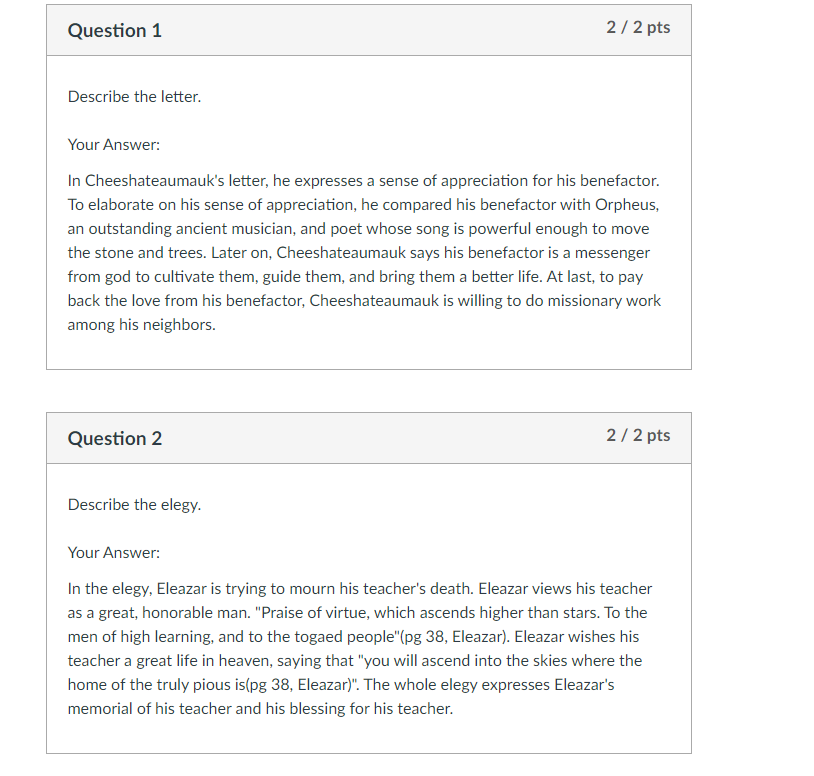 Question 1
2 / 2 pts
Describe the letter.
Your Answer:
In Cheeshateaumauk's letter, he expresses a sense of appreciation for his benefactor.
To elaborate on his sense of appreciation, he compared his benefactor with Orpheus,
an outstanding ancient musician, and poet whose song is powerful enough to move
the stone and trees. Later on, Cheeshateaumauk says his benefactor is a messenger
from god to cultivate them, guide them, and bring them a better life. At last, to pay
back the love from his benefactor, Cheeshateaumauk is willing to do missionary work
among his neighbors.
Question 2
2 / 2 pts
Describe the elegy.
Your Answer:
In the elegy, Eleazar is trying to mourn his teacher's death. Eleazar views his teacher
as a great, honorable man. "Praise of virtue, which ascends higher than stars. To the
men of high learning, and to the togaed people"(pg 38, Eleazar). Eleazar wishes his
teacher a great life in heaven, saying that "you will ascend into the skies where the
home of the truly pious is(pg 38, Eleazar)". The whole elegy expresses Eleazar's
memorial of his teacher and his blessing for his teacher.